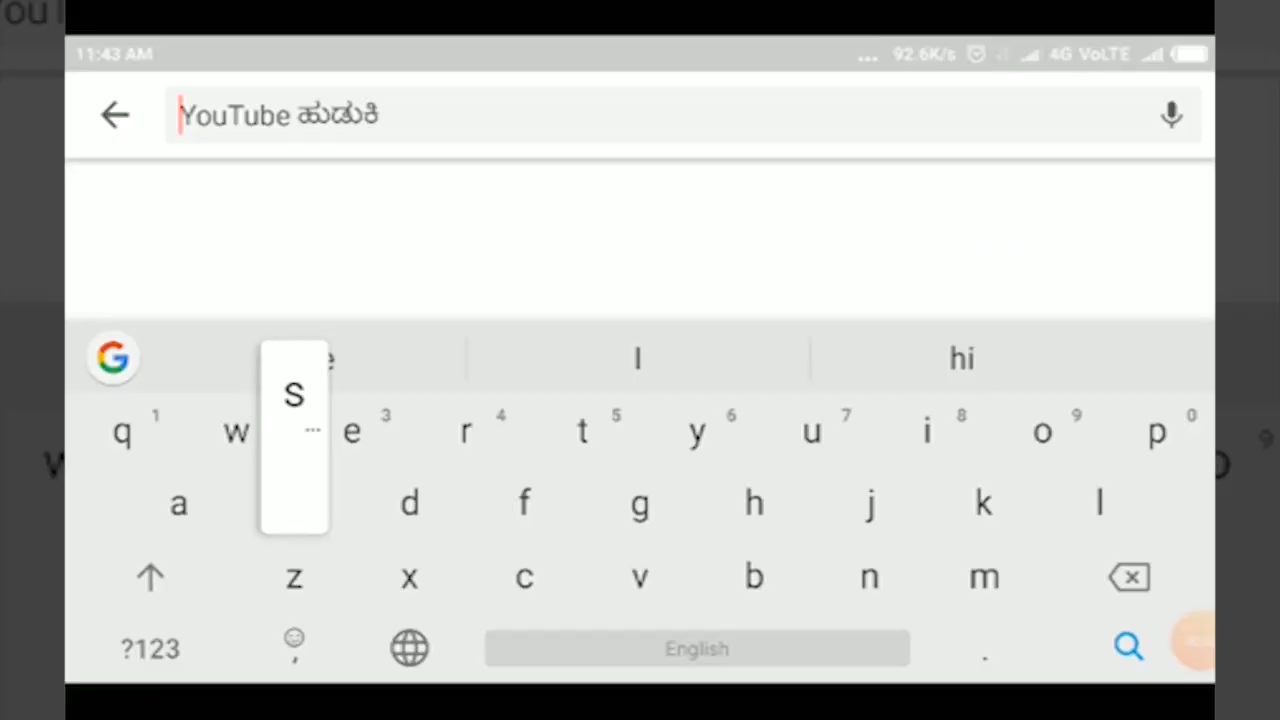 11:43 AM ... 92.6K/s 4G VoLTE
YouTube ಹುಡುಕಿ
I hi
q 1 w e 3 r 4 t 5 y 6 u 7 i 8 o 9 p 0
S ...
a d f g h j k l
z x c v b n m
?123 , English .